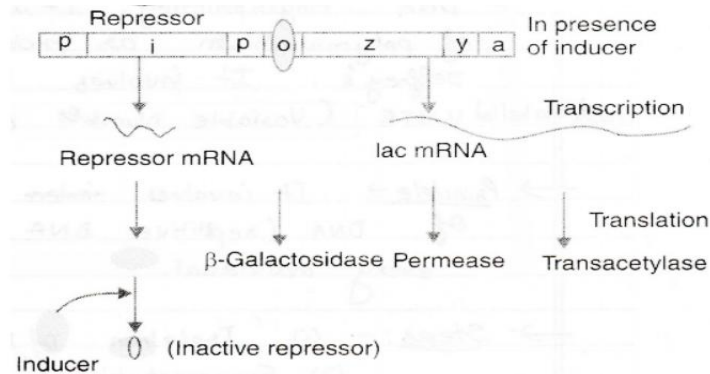 Repressor
In presence
of inducer
p i p o z y a
Transcription
Repressor mRNA
lac mRNA
Translation
β-Galactosidase Permease
Transacetylase
(Inactive repressor)
Inducer